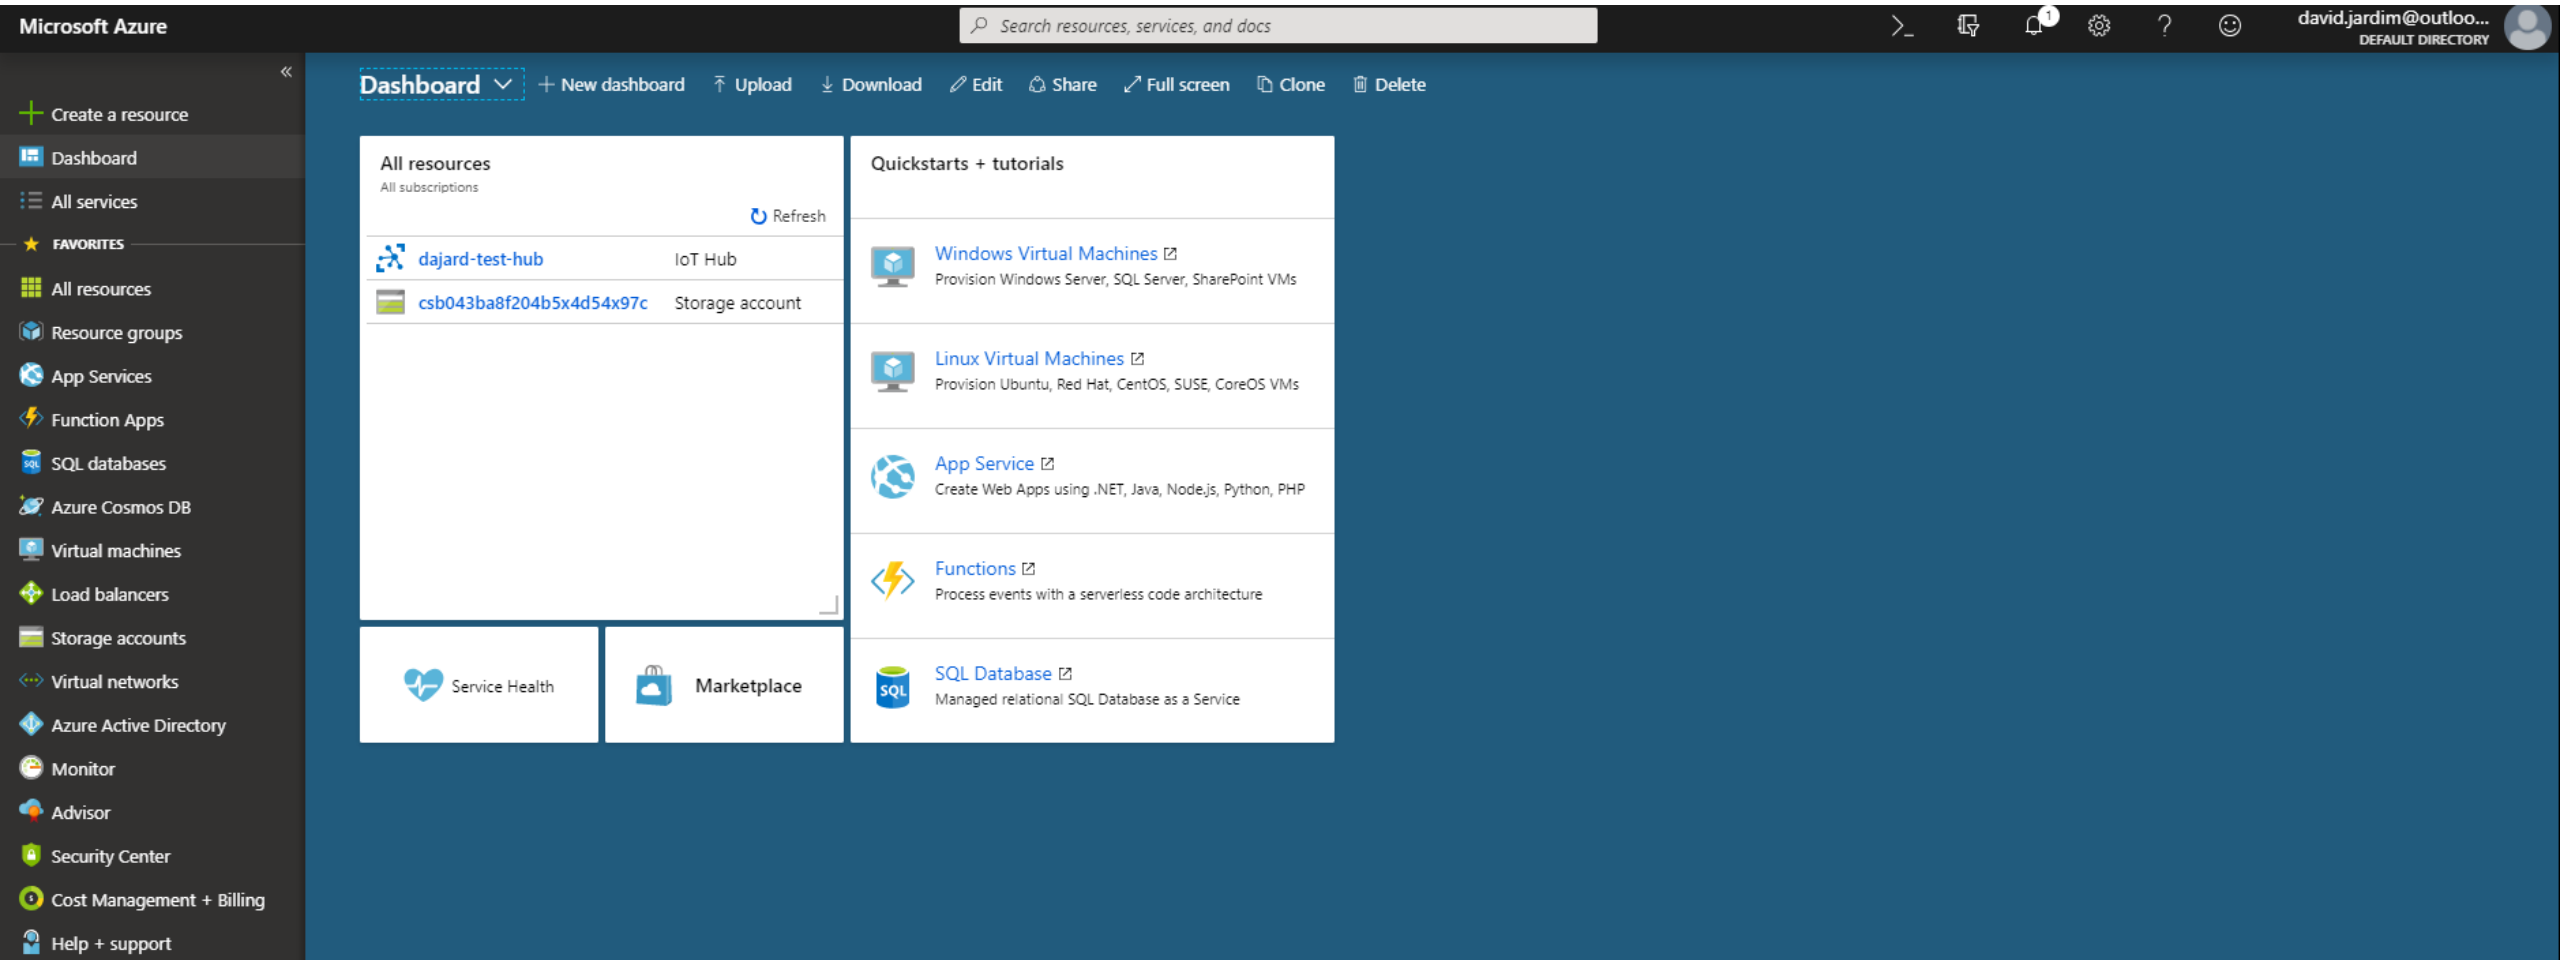 Microsoft Azure
Search resources, services, and docs
1
david.jardim@outloo...
DEFAULT DIRECTORY
Create a resource
Dashboard
All services
FAVORITES
All resources
Resource groups
App Services
Function Apps
SQL databases
Azure Cosmos DB
Virtual machines
Load balancers
Storage accounts
Virtual networks
Azure Active Directory
Monitor
Advisor
Security Center
Cost Management + Billing
Help + support
Dashboard New dashboard Upload Download Edit Share Full screen Clone Delete
All resources
All subscriptions
Refresh
dajard-test-hub IoT Hub
csb043ba8f204b5x4d54x97c Storage account
Service Health
Marketplace
Quickstarts + tutorials
Windows Virtual Machines
Provision Windows Server, SQL Server, SharePoint VMs
Linux Virtual Machines
Provision Ubuntu, Red Hat, CentOS, SUSE, CoreOS VMs
App Service
Create Web Apps using .NET, Java, Node.js, Python, PHP
Functions
Process events with a serverless code architecture
SQL
SQL Database
Managed relational SQL Database as a Service